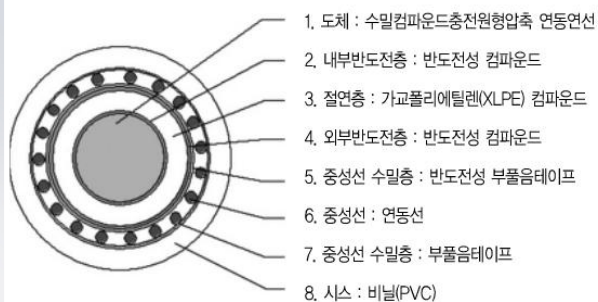 1. 도체 : 수밀컴파운드충전원형압축 연동연선
2. 내부반도전층 : 반도전성 컴파운드
3. 절연층 : 가교폴리에틸렌(XLPE) 컴파운드
4. 외부반도전층 : 반도전성 컴파운드
5. 중성선 수밀층 : 반도전성 부풀음테이프
6. 중성선 : 연동선
7. 중성선 수밀층 : 부풀음테이프
8. 시스 : 비닐(PVC)